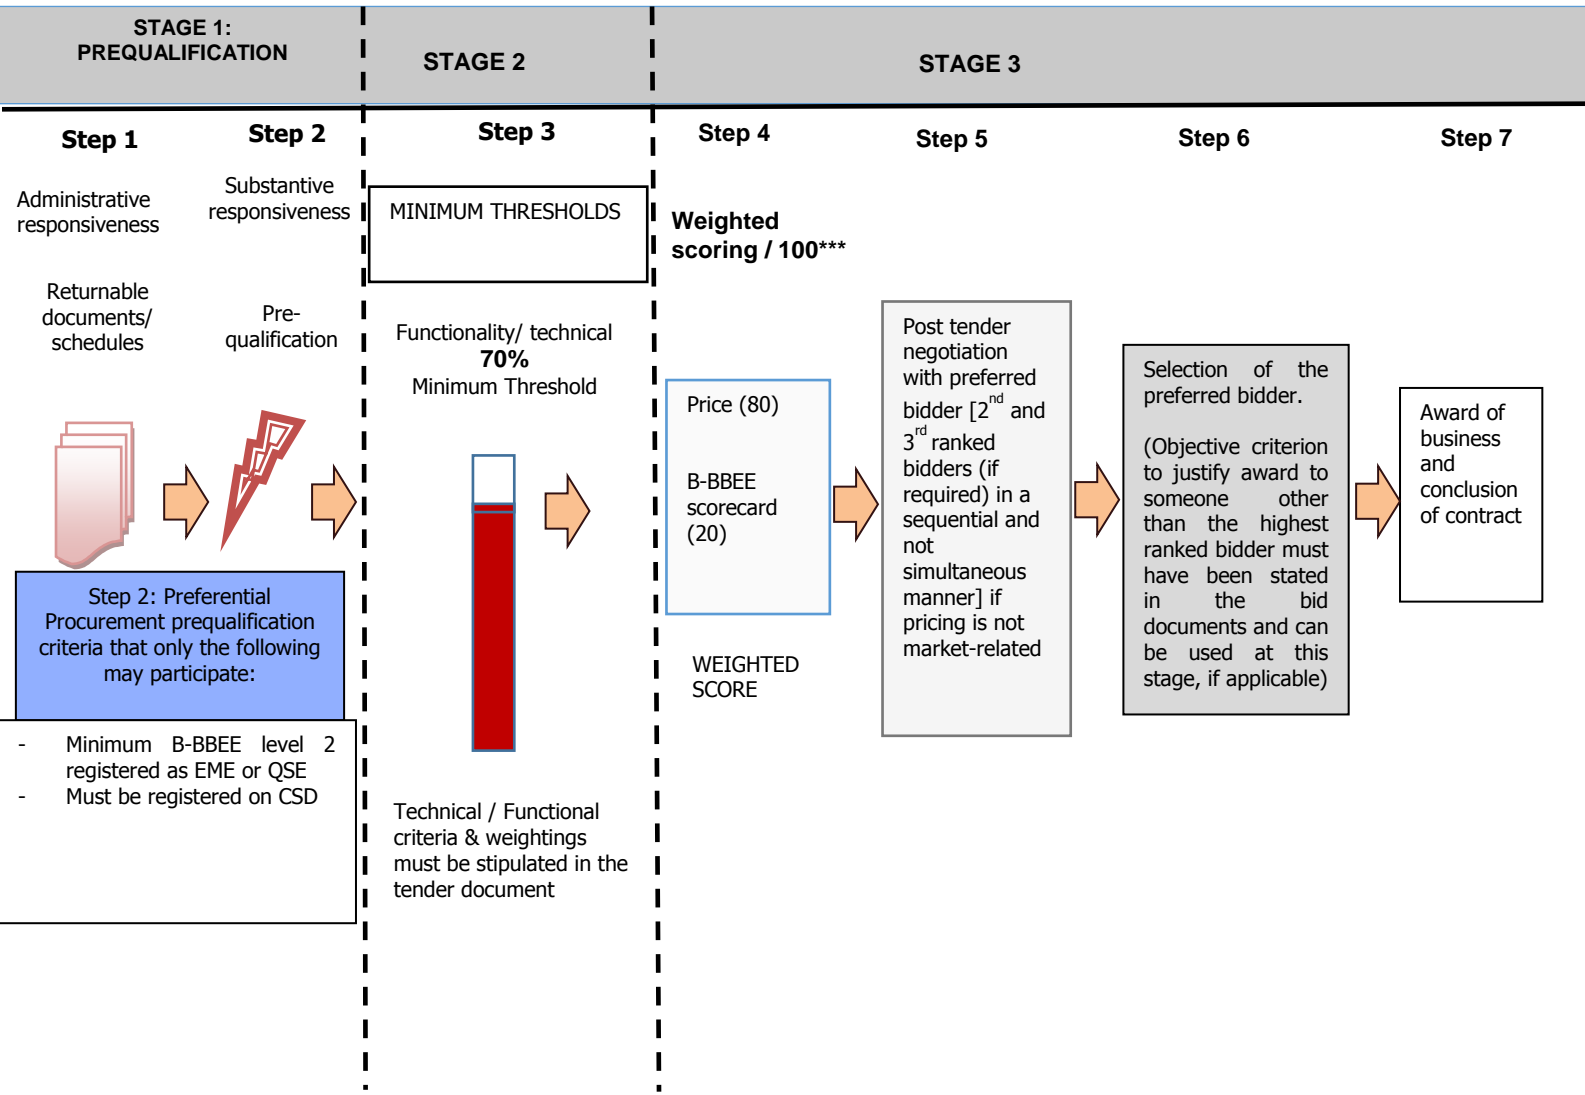 STAGE 1:
PREQUALIFICATION
STAGE 2
STAGE 3
Step 1
Step 2
Step 3
Step 4
Step 5
Step 6
Step 7
Administrative
responsiveness
Substantive
responsiveness
MINIMUM THRESHOLDS
Weighted
scoring / 100***
Returnable
documents/
schedules
Pre-
qualification
Functionality/ technical
70%
Minimum Threshold
Price (80)
B-BBEE
scorecard
(20)
WEIGHTED
SCORE
Post tender
negotiation
with preferred
bidder [2nd and
3rd ranked
bidders (if
required) in a
sequential and
not
simultaneous
manner] if
pricing is not
market-related
Selection of the
preferred bidder.
(Objective criterion
to justify award to
someone other
than the highest
ranked bidder must
have been stated
in the bid
documents and can
be used at this
stage, if applicable)
Award of
business
and
conclusion
of contract
Step 2: Preferential
Procurement prequalification
criteria that only the following
may participate:
- Minimum B-BBEE level 2
registered as EME or QSE
- Must be registered on CSD
Technical / Functional
criteria & weightings
must be stipulated in the
tender document